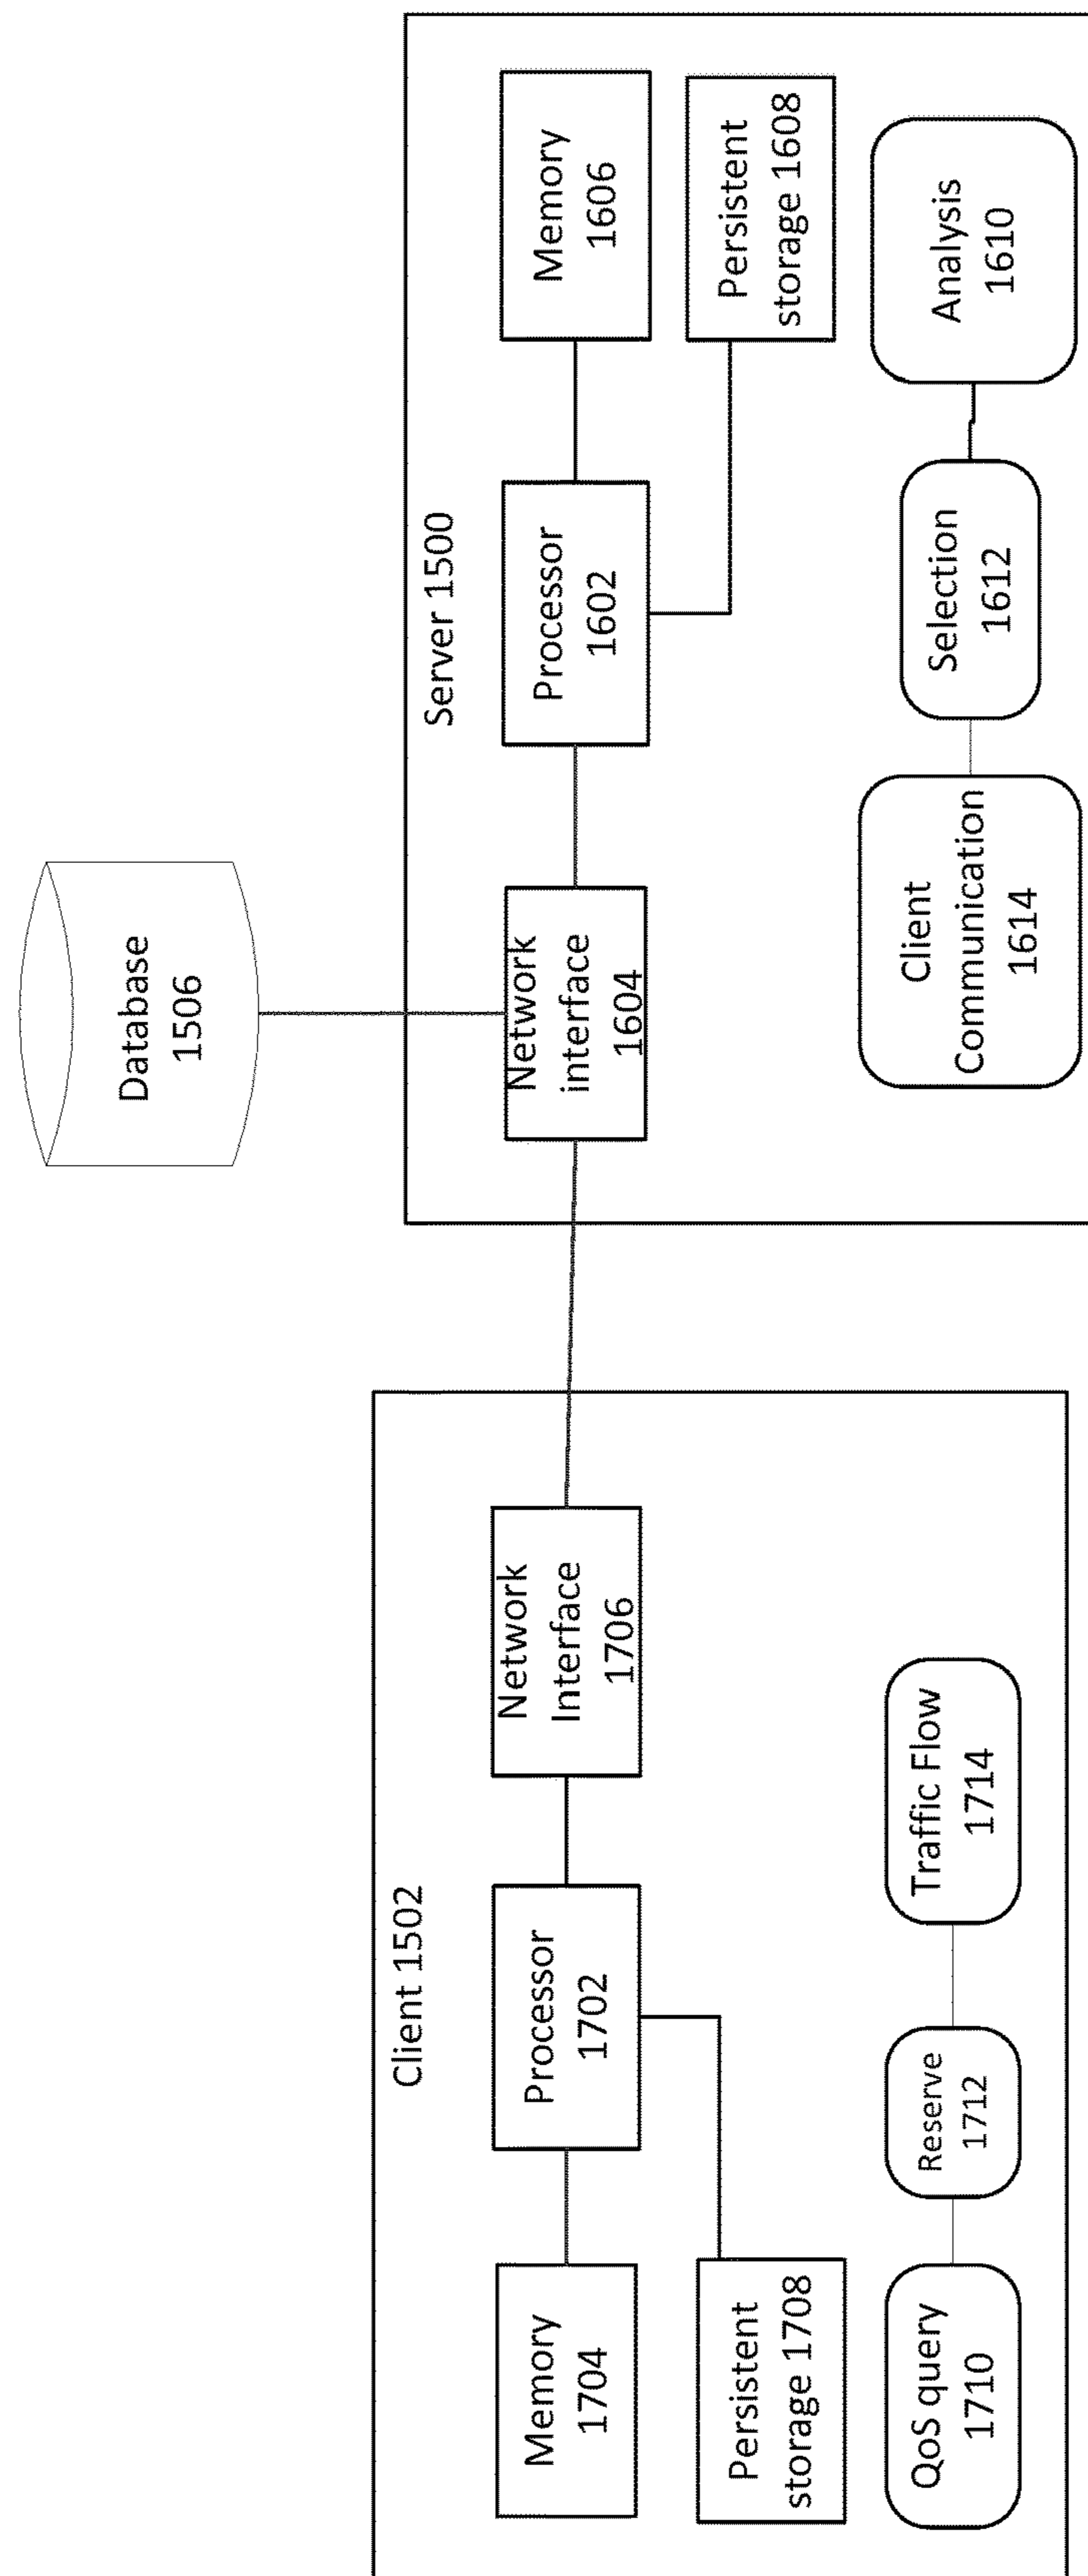 Database
1506
Client 1502
Memory
1704
Processor
1702
Network
Interface
1706
Persistent
storage 1708
QoS query
1710
Reserve
1712
Traffic Flow
1714
Server 1500
Network
interface
1604
Processor
1602
Memory
1606
Persistent
storage 1608
Client
Communication
1614
Selection
1612
Analysis
1610